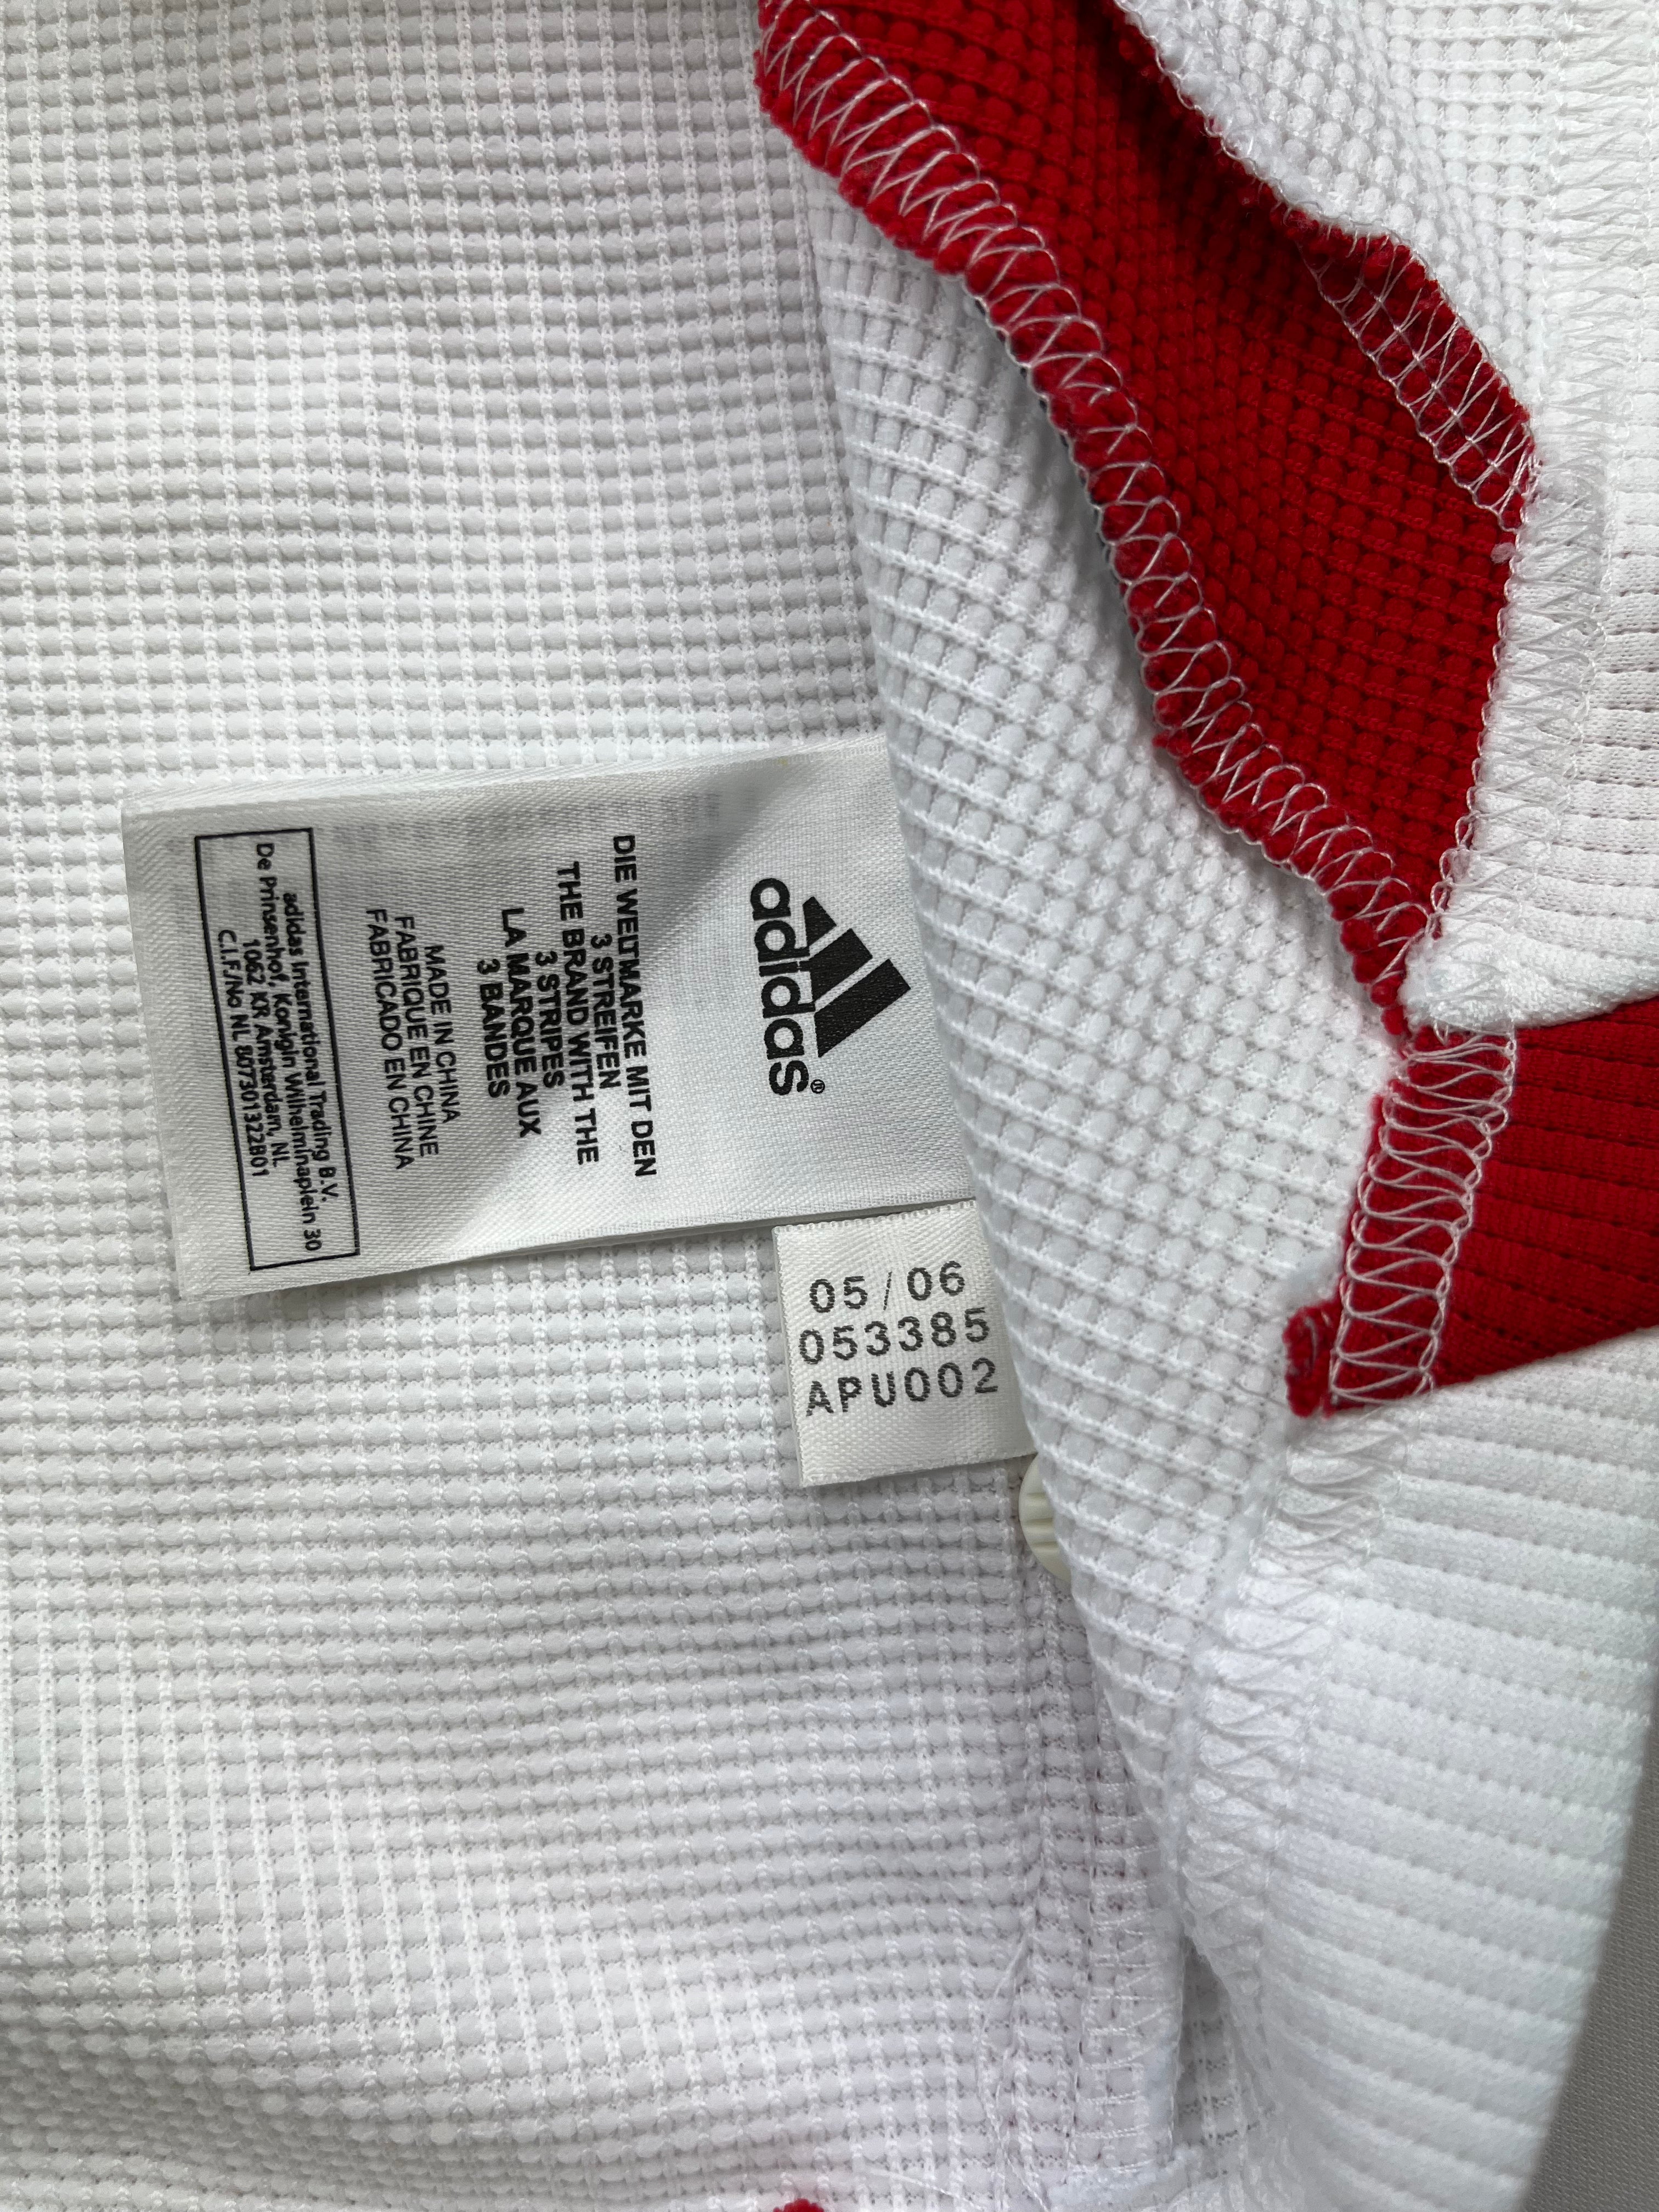 adidas®
DIE WELTMARKE MIT DEN
3 STREIFEN
THE BRAND WITH THE
3 STRIPES
LA MARQUE AUX
3 BANDES
MADE IN CHINA
FABRIQUE EN CHINE
FABRICADO EN CHINA
adidas International Trading B.V.
De Prinsenhof, Konkgin Wilhelminaplein 30
1062 KR Amsterdam, NL
C.I.F/No NL 807301322B01
05/06
053385
APU002